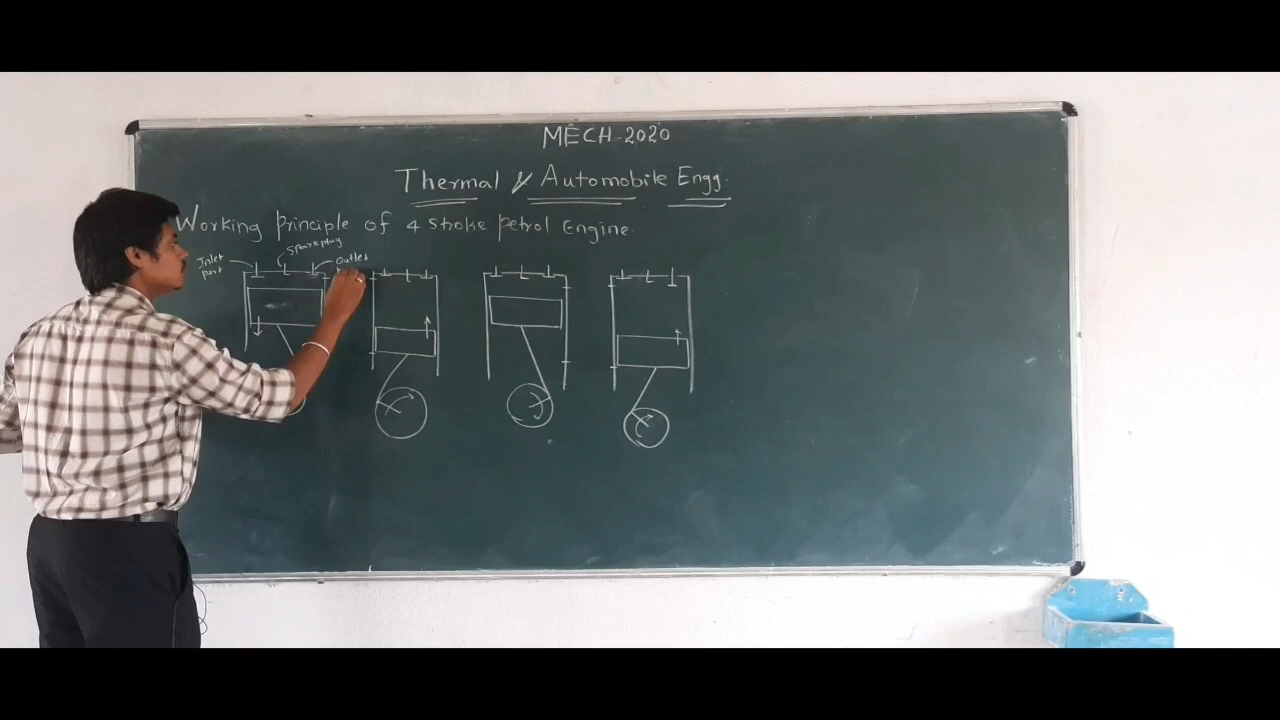 MECH-2020
Thermal & Automobile Engg.
Working principle of 4 stroke petrol Engine.
Spark plug
Inlet
port
Outlet